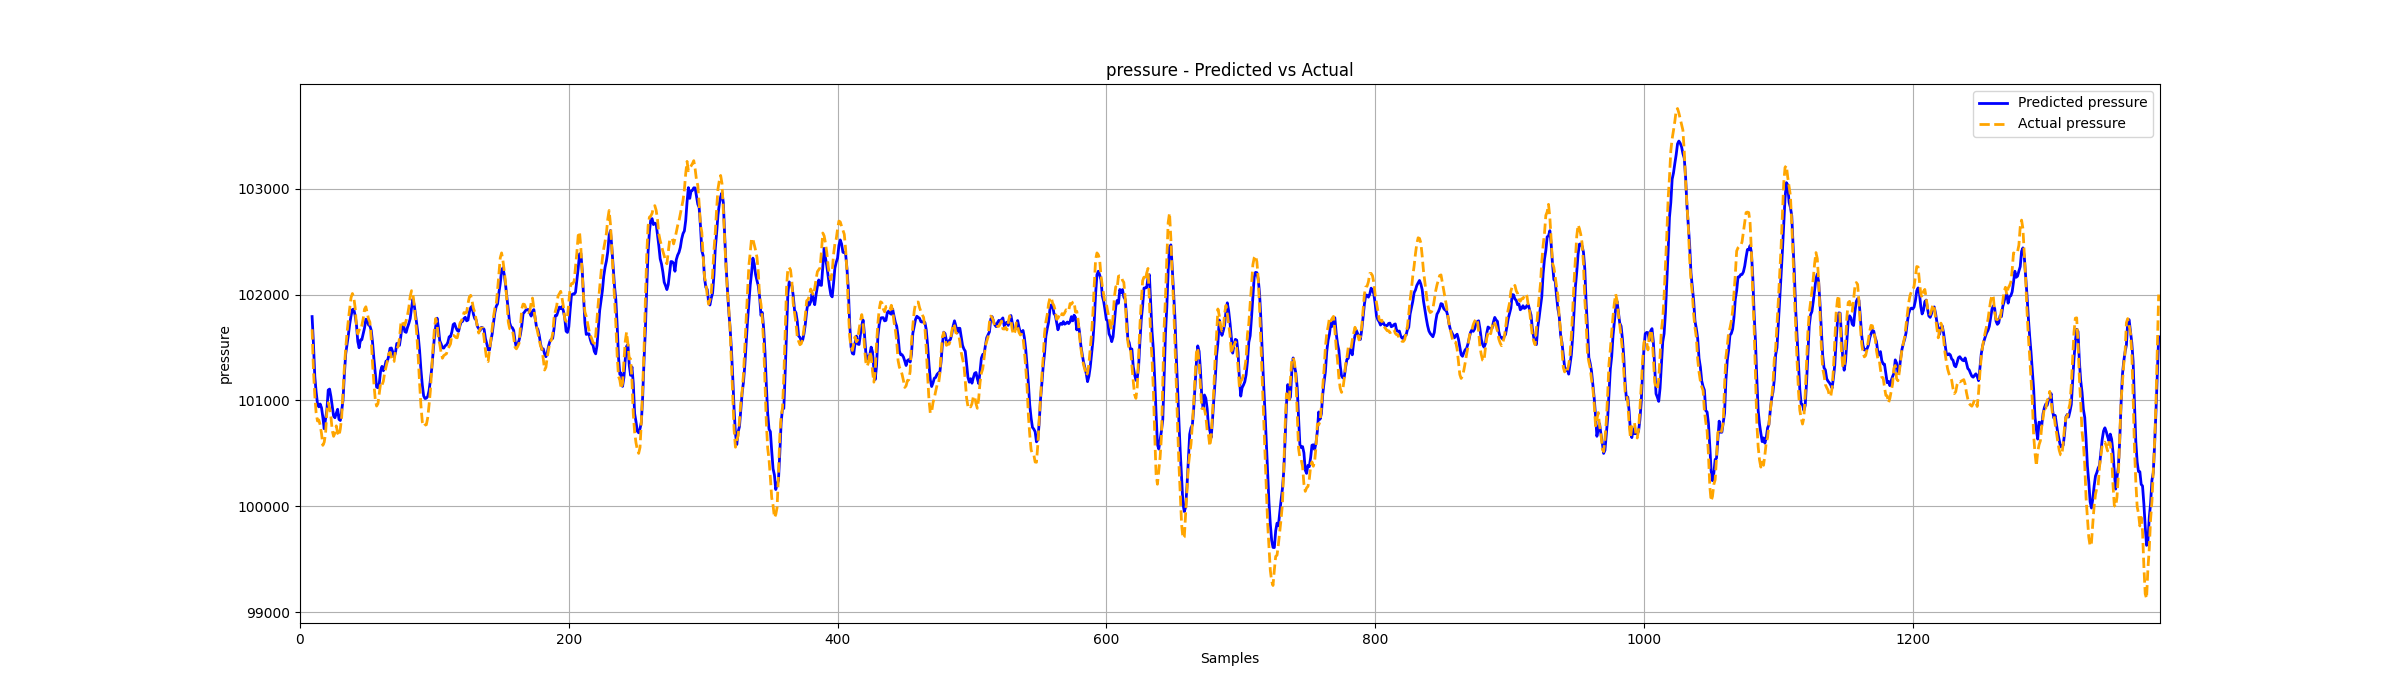 pressure - Predicted vs Actual
Predicted pressure
Actual pressure
pressure
103000
102000
101000
100000
99000
0 200 400 600 800 1000 1200
Samples